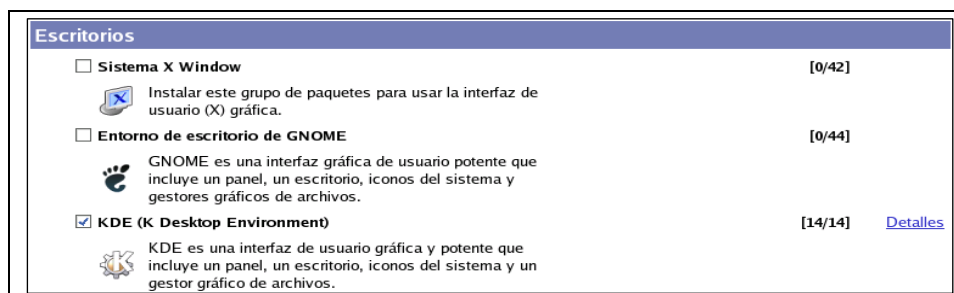 Escritorios
Sistema X Window [0/42]
Instalar este grupo de paquetes para usar la interfaz de
usuario (X) gráfica.
Entorno de escritorio de GNOME [0/44]
GNOME es una interfaz gráfica de usuario potente que
incluye un panel, un escritorio, iconos del sistema y
gestores gráficos de archivos.
KDE (K Desktop Environment) [14/14] Detalles
KDE es una interfaz de usuario gráfica y potente que
incluye un panel, un escritorio, iconos del sistema y un
gestor gráfico de archivos.